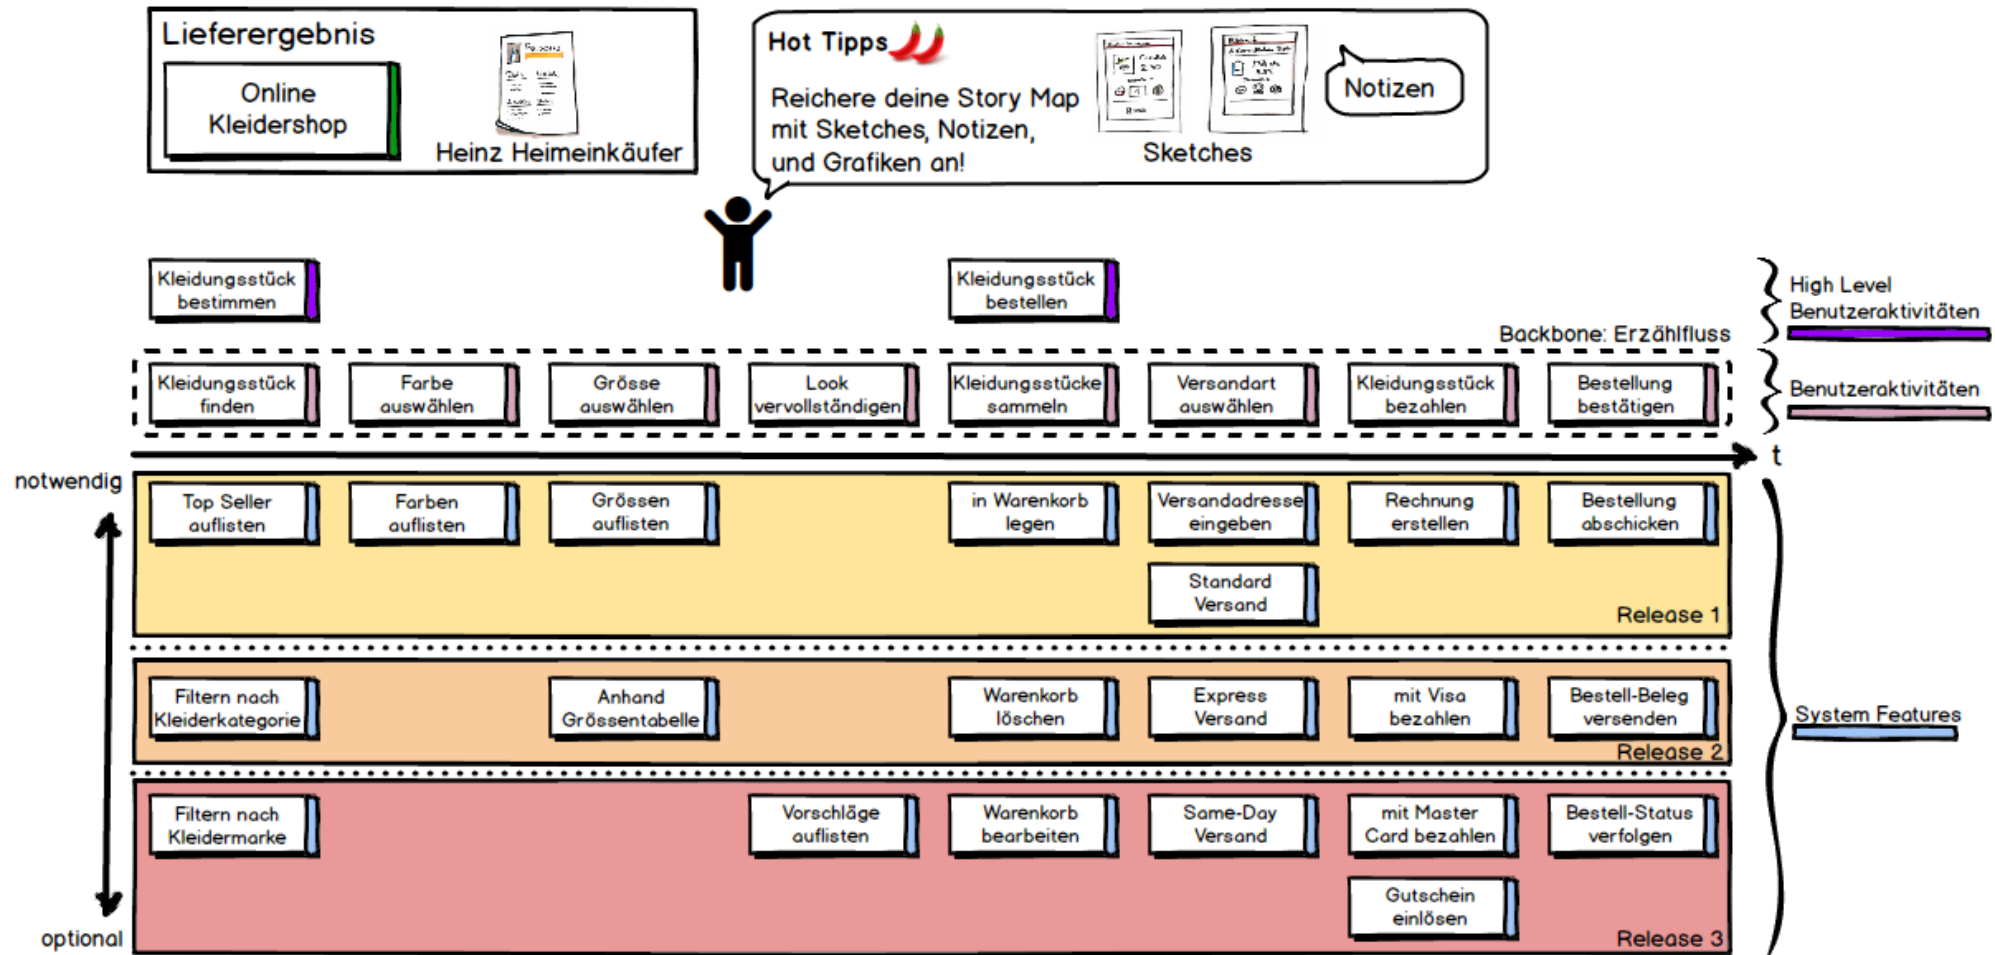 Lieferergebnis
Online
Kleidershop
Heinz Heimeinkäufer
Hot Tipps
Reichere deine Story Map
mit Sketches, Notizen,
und Grafiken an!
Sketches
Notizen
Kleidungsstück
bestimmen
Kleidungsstück
bestellen
High Level
Benutzeraktivitäten
Backbone: Erzählfluss
Kleidungsstück
finden
Farbe
auswählen
Grösse
auswählen
Look
vervollständigen
Kleidungsstücke
sammeln
Versandart
auswählen
Kleidungsstück
bezahlen
Bestellung
bestätigen
Benutzeraktivitäten
t
notwendig
Top Seller
auflisten
Farben
auflisten
Grössen
auflisten
in Warenkorb
legen
Versandadresse
eingeben
Rechnung
erstellen
Bestellung
abschicken
Standard
Versand
Release 1
Filtern nach
Kleiderkategorie
Anhand
Grössentabelle
Warenkorb
löschen
Express
Versand
mit Visa
bezahlen
Bestell-Beleg
versenden
Release 2
System Features
Filtern nach
Kleidermarke
Vorschläge
auflisten
Warenkorb
bearbeiten
Same-Day
Versand
mit Master
Card bezahlen
Bestell-Status
verfolgen
Gutschein
einlösen
Release 3
optional